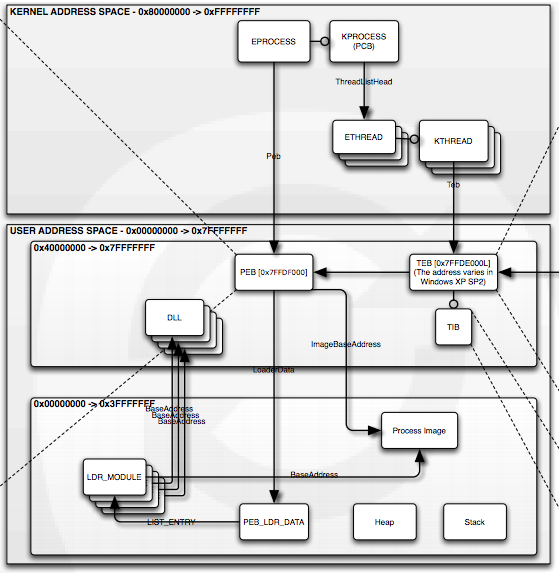 KERNEL ADDRESS SPACE - 0x80000000 -> 0xFFFFFFFF
EPROCESS
KPROCESS
(PCB)
ThreadListHead
ETHREAD
KTHREAD
Peb
Teb
USER ADDRESS SPACE - 0x00000000 -> 0x7FFFFFFF
0x40000000 -> 0x7FFFFFFF
PEB [0x7FFDF000]
TEB [0x7FFDE000L]
(The address varies in
Windows XP SP2)
DLL
TIB
ImageBaseAddress
LoaderData
0x00000000 -> 0x3FFFFFFF
BaseAddress
BaseAddress
BaseAddress
Process Image
LDR_MODULE
BaseAddress
LIST_ENTRY
PEB_LDR_DATA
Heap
Stack